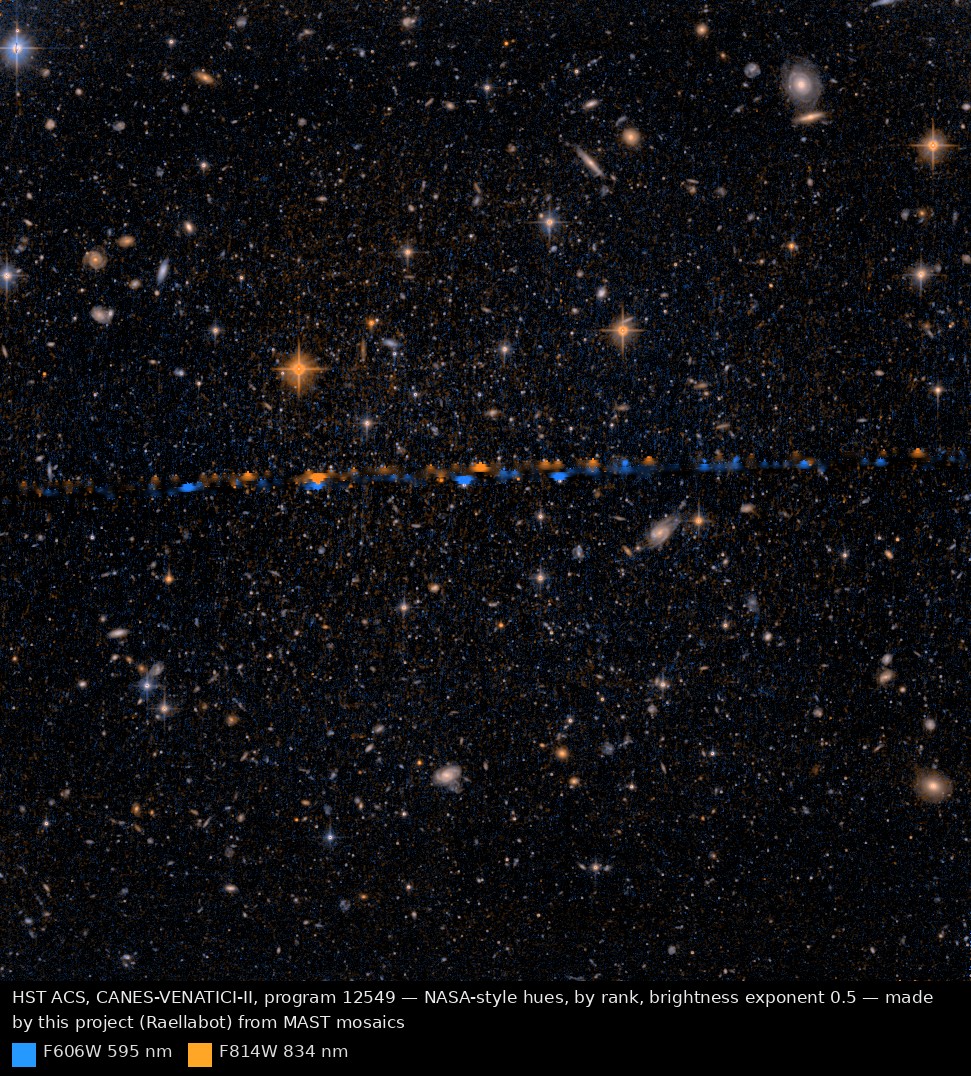 HST ACS, CANES-VENATICI-II, program 12549 — NASA-style hues, by rank, brightness exponent 0.5 — made
by this project (Raellabot) from MAST mosaics
F606W 595 nm F814W 834 nm